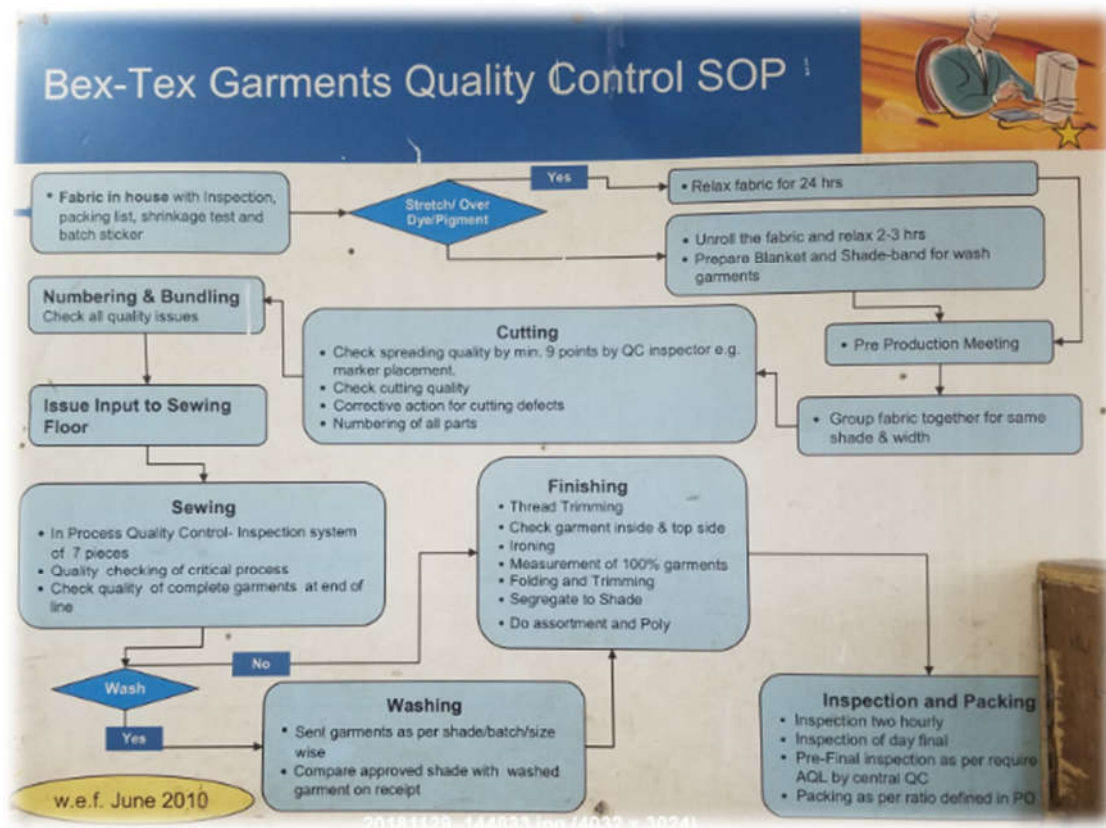 Bex-Tex Garments Quality Control SOP
• Fabric in house with Inspection,
packing list, shrinkage test and
batch sticker
Stretch/ Over
Dye/Pigment
Yes
• Relax fabric for 24 hrs
• Unroll the fabric and relax 2-3 hrs
• Prepare Blanket and Shade-band for wash
garments
• Pre Production Meeting
• Group fabric together for same
shade & width
Cutting
• Check spreading quality by min. 9 points by QC inspector e.g.
marker placement.
• Check cutting quality
• Corrective action for cutting defects
• Numbering of all parts
Numbering & Bundling
Check all quality issues
Issue Input to Sewing
Floor
Sewing
• In Process Quality Control- Inspection system
of 7 pieces
• Quality checking of critical process
• Check quality of complete garments at end of
line
Wash
No
Yes
Washing
• Sent garments as per shade/batch/size
wise
• Compare approved shade with washed
garment on receipt
Finishing
• Thread Trimming
• Check garment inside & top side
• Ironing
• Measurement of 100% garments
• Folding and Trimming
• Segregate to Shade
• Do assortment and Poly
Inspection and Packing
• Inspection two hourly
• Inspection of day final
• Pre-Final inspection as per require
AQL by central QC
• Packing as per ratio defined in PO
w.e.f. June 2010